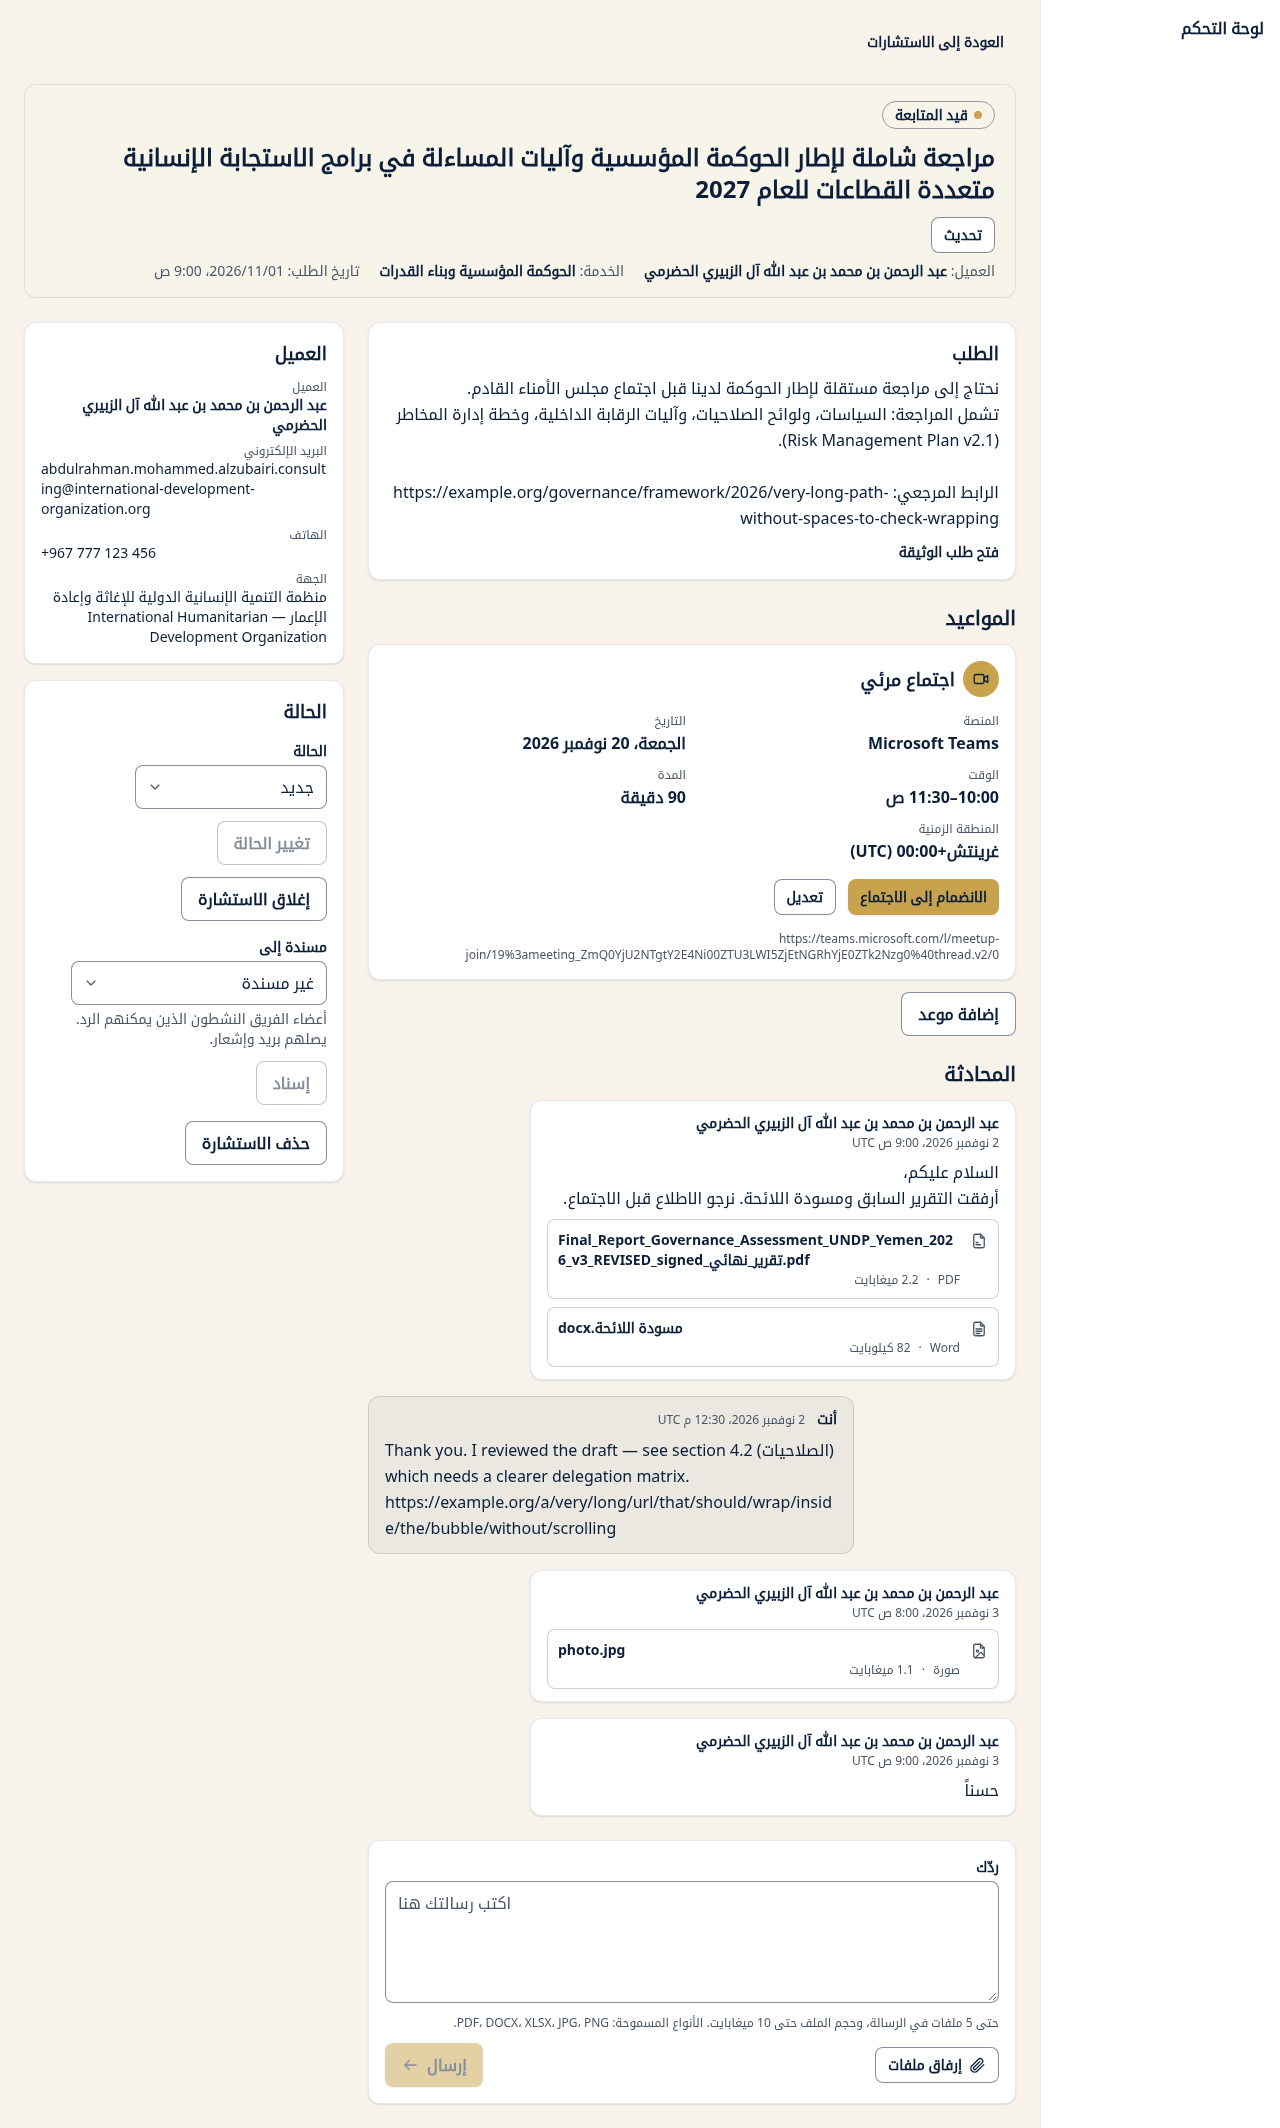 لوحة التحكم
العودة إلى الاستشارات
قيد المتابعة
مراجعة شاملة لإطار الحوكمة المؤسسية وآليات المساءلة في برامج الاستجابة الإنسانية
متعددة القطاعات للعام 2027
تحديث
العميل: عبد الرحمن بن محمد بن عبد الله آل الزبيري الحضرمي الخدمة: الحوكمة المؤسسية وبناء القدرات تاريخ الطلب: 2026/11/01، 9:00 ص
الطلب
نحتاج إلى مراجعة مستقلة لإطار الحوكمة لدينا قبل اجتماع مجلس الأمناء القادم.
تشمل المراجعة: السياسات، ولوائح الصلاحيات، وآليات الرقابة الداخلية، وخطة إدارة المخاطر
(Risk Management Plan v2.1).
الرابط المرجعي: https://example.org/governance/framework/2026/very-long-path-
without-spaces-to-check-wrapping
فتح طلب الوثيقة
المواعيد
اجتماع مرئي
المنصة
Microsoft Teams
التاريخ
الجمعة، 20 نوفمبر 2026
الوقت
10:00–11:30 ص
المدة
90 دقيقة
المنطقة الزمنية
غرينتش+00:00 (UTC)
الانضمام إلى الاجتماع
تعديل
https://teams.microsoft.com/l/meetup-
join/19%3ameeting_ZmQ0YjU2NTgtY2E4Ni00ZTU3LWI5ZjEtNGRhYjE0ZTk2Nzg0%40thread.v2/0
إضافة موعد
المحادثة
عبد الرحمن بن محمد بن عبد الله آل الزبيري الحضرمي
2 نوفمبر 2026، 9:00 ص UTC
السلام عليكم،
أرفقت التقرير السابق ومسودة اللائحة. نرجو الاطلاع قبل الاجتماع.
Final_Report_Governance_Assessment_UNDP_Yemen_202
6_v3_REVISED_signed_تقرير_نهائي.pdf
PDF · 2.2 ميغابايت
مسودة اللائحة.docx
Word · 82 كيلوبايت
أنت 2 نوفمبر 2026، 12:30 م UTC
Thank you. I reviewed the draft — see section 4.2 (الصلاحيات)
which needs a clearer delegation matrix.
https://example.org/a/very/long/url/that/should/wrap/insid
e/the/bubble/without/scrolling
عبد الرحمن بن محمد بن عبد الله آل الزبيري الحضرمي
3 نوفمبر 2026، 8:00 ص UTC
photo.jpg
صورة · 1.1 ميغابايت
عبد الرحمن بن محمد بن عبد الله آل الزبيري الحضرمي
3 نوفمبر 2026، 9:00 ص UTC
حسناً
ردّك
اكتب رسالتك هنا
حتى 5 ملفات في الرسالة، وحجم الملف حتى 10 ميغابايت. الأنواع المسموحة: PDF، DOCX، XLSX، JPG، PNG.
إرفاق ملفات
إرسال
العميل
العميل
عبد الرحمن بن محمد بن عبد الله آل الزبيري
الحضرمي
البريد الإلكتروني
abdulrahman.mohammed.alzubairi.consult
ing@international-development-
organization.org
الهاتف
+967 777 123 456
الجهة
منظمة التنمية الإنسانية الدولية للإغاثة وإعادة
الإعمار — International Humanitarian
Development Organization
الحالة
الحالة
جديد
تغيير الحالة
إغلاق الاستشارة
مسندة إلى
غير مسندة
أعضاء الفريق النشطون الذين يمكنهم الرد.
يصلهم بريد وإشعار.
إسناد
حذف الاستشارة